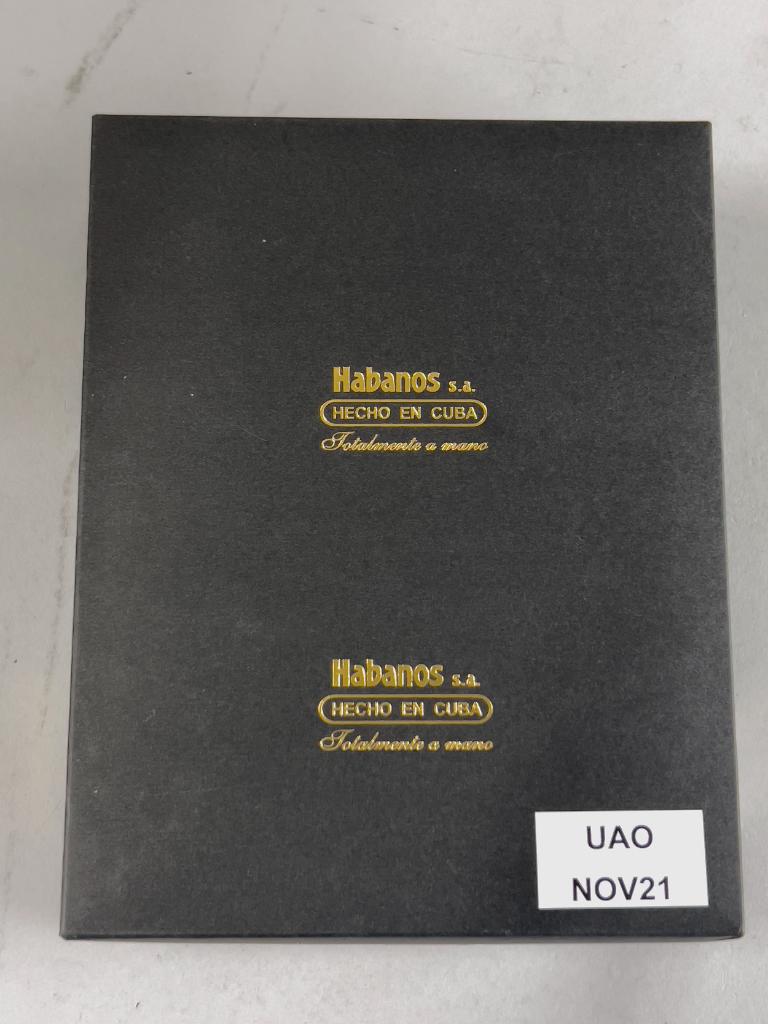 Habanos s.a.
HECHO EN CUBA
Totalmente a mano
Habanos s.a.
HECHO EN CUBA
Totalmente a mano
UAO
NOV21